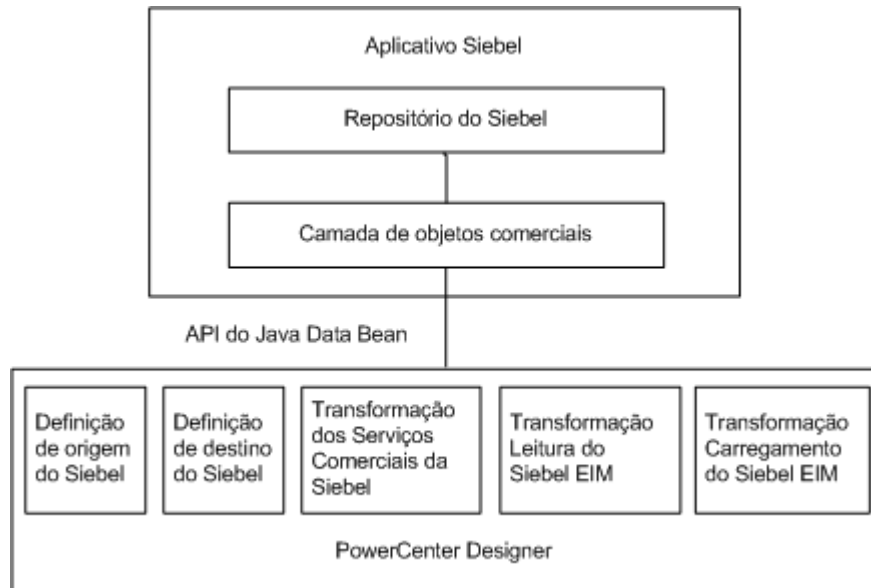 Aplicativo Siebel
Repositório do Siebel
Camada de objetos comerciais
API do Java Data Bean
Definição
de origem
do Siebel
Definição
de destino
do Siebel
Transformação
dos Serviços
Comerciais da
Siebel
Transformação
Leitura do
Siebel EIM
Transformação
Carregamento
do Siebel EIM
PowerCenter Designer